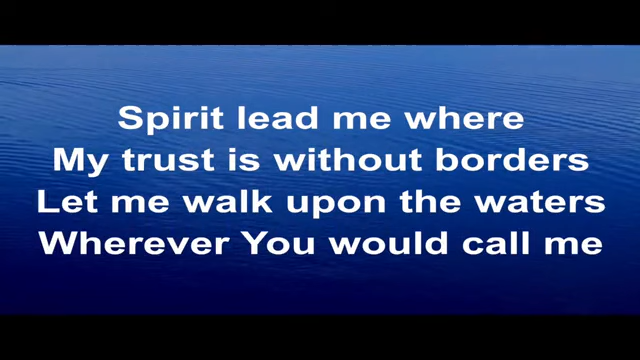 Spirit lead me where
My trust is without borders
Let me walk upon the waters
Wherever You would call me